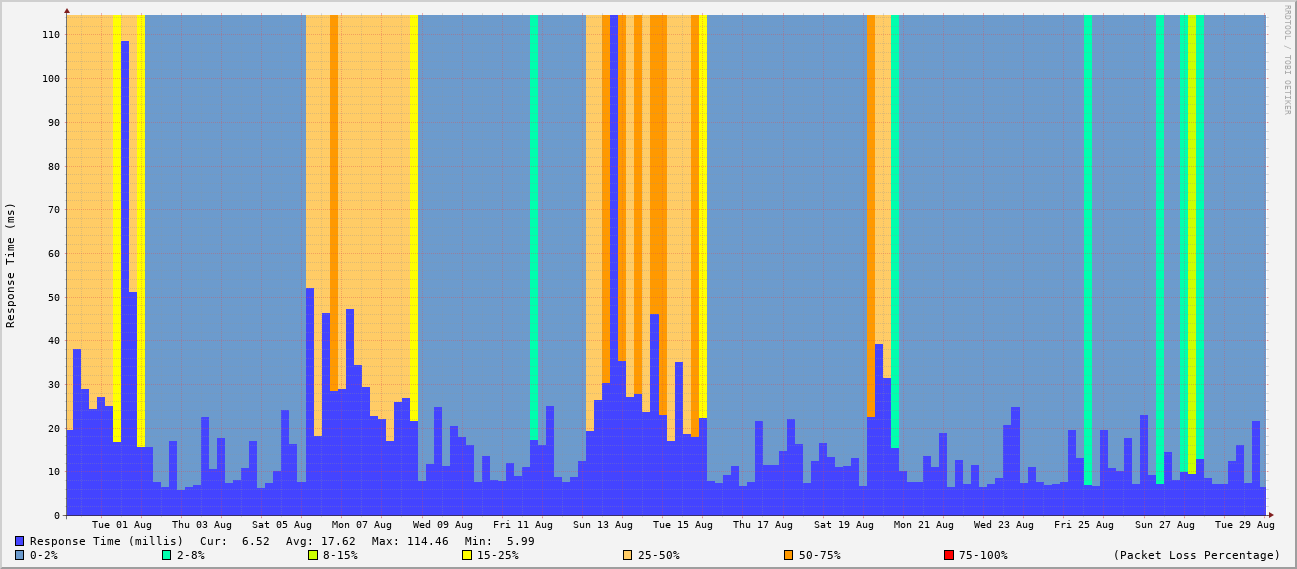 RRDTOOL / TOBI OETIKER
Response Time (ms)
110
100
90
80
70
60
50
40
30
20
10
0
Tue 01 Aug Thu 03 Aug Sat 05 Aug Mon 07 Aug Wed 09 Aug Fri 11 Aug Sun 13 Aug Tue 15 Aug Thu 17 Aug Sat 19 Aug Mon 21 Aug Wed 23 Aug Fri 25 Aug Sun 27 Aug Tue 29 Aug
Response Time (millis) Cur: 6.52 Avg: 17.62 Max: 114.46 Min: 5.99
0-2% 2-8% 8-15% 15-25% 25-50% 50-75% 75-100% (Packet Loss Percentage)